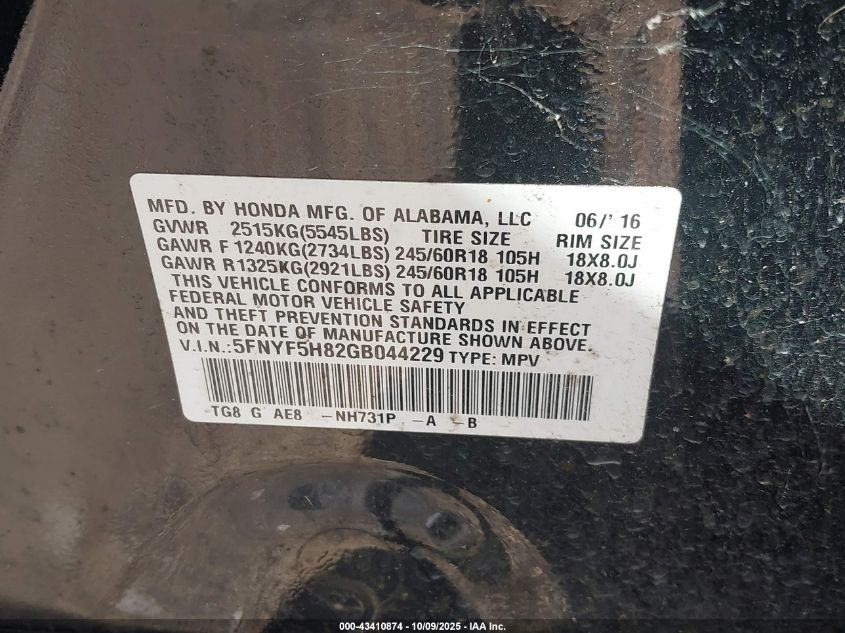 MFD. BY HONDA MFG. OF ALABAMA, LLC 06/'16
GVWR 2515KG(5545LBS) TIRE SIZE RIM SIZE
GAWR F 1240KG(2734LBS) 245/60R18 105H 18X8.0J
GAWR R 1325KG(2921LBS) 245/60R18 105H 18X8.0J
THIS VEHICLE CONFORMS TO ALL APPLICABLE
FEDERAL MOTOR VEHICLE SAFETY
AND THEFT PREVENTION STANDARDS IN EFFECT
ON THE DATE OF MANUFACTURE SHOWN ABOVE.
V.I.N.:5FNYF5H82GB044229 TYPE: MPV
TG8 G AE8 -NH731P -A -B
000-43410874 | 10/09/2025 - IAA Inc.